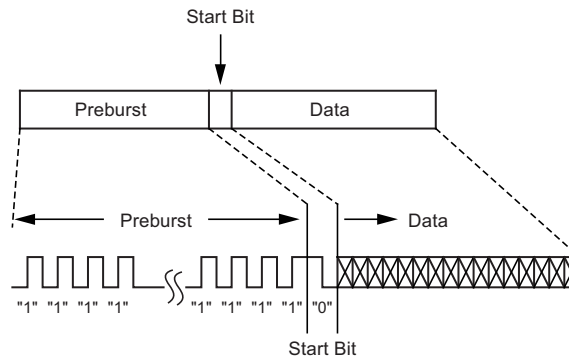 Start Bit
Preburst Data
Preburst Data
"1" "1" "1" "1" "1" "1" "1" "1" "0"
Start Bit